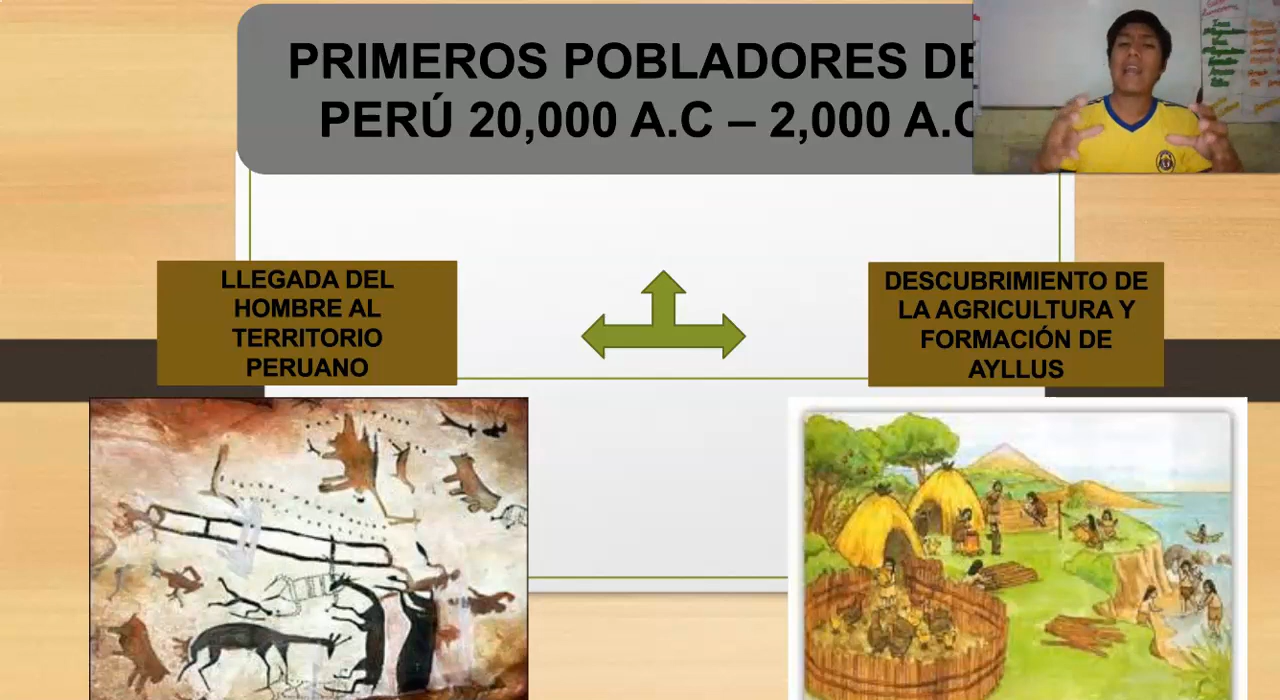 PRIMEROS POBLADORES DE
PERÚ 20,000 A.C – 2,000 A.C
LLEGADA DEL
HOMBRE AL
TERRITORIO
PERUANO
DESCUBRIMIENTO DE
LA AGRICULTURA Y
FORMACIÓN DE
AYLLUS